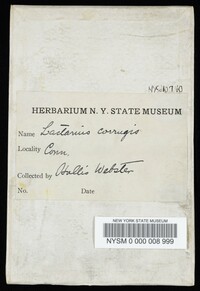 HERBARIUM N. Y. STATE MUSEUM
Name Lactarius corrugis
Locality Conn.
Collected by Hollis Webster
No. Date
NEW YORK STATE MUSEUM
NYSM 0 000 008 999